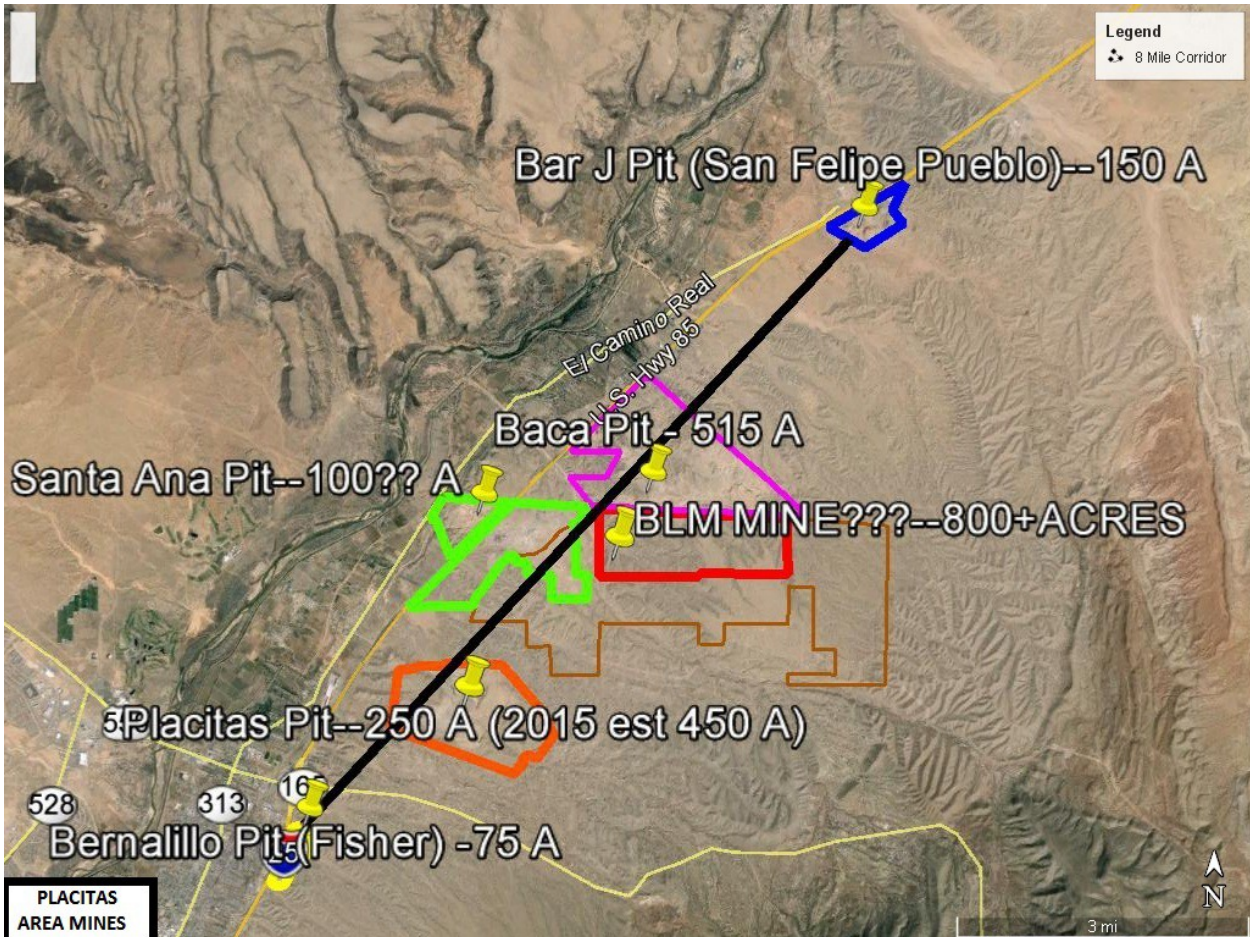 Legend
8 Mile Corridor
Bar J Pit (San Felipe Pueblo)--150 A
El Camino Real
U.S. Hwy 85
Baca Pit - 515 A
Santa Ana Pit--100?? A
BLM MINE???--800+ACRES
Placitas Pit--250 A (2015 est 450 A)
528
313
Bernalillo Pit (Fisher) -75 A
PLACITAS
AREA MINES
N
3 mi